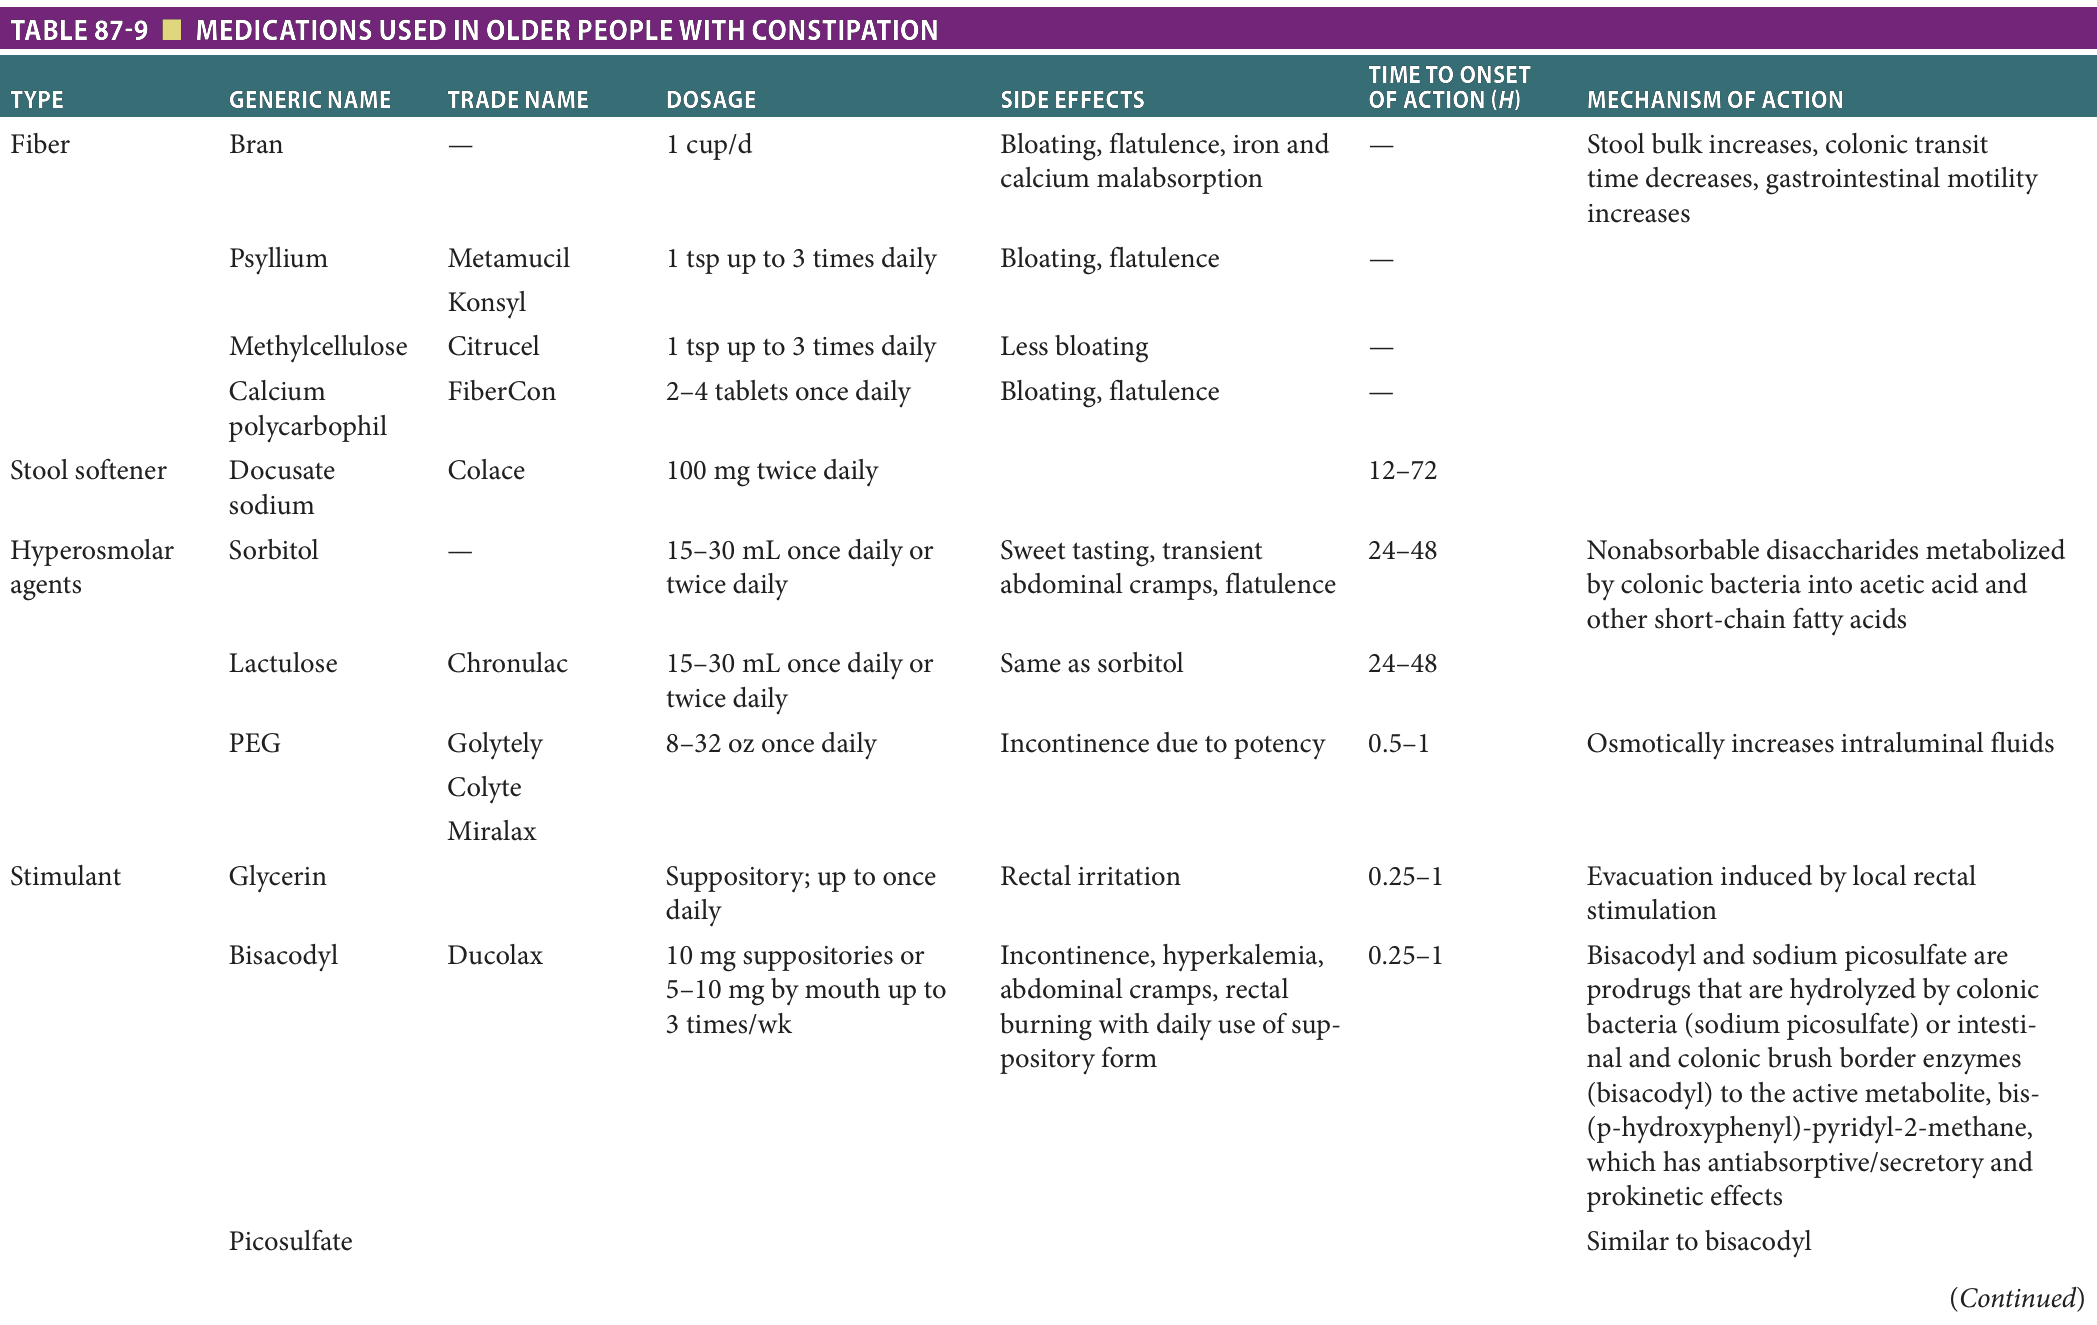 TABLE 87-9 ■ MEDICATIONS USED IN OLDER PEOPLE WITH CONSTIPATION
TYPE GENERIC NAME TRADE NAME DOSAGE SIDE EFFECTS TIME TO ONSET OF ACTION (H) MECHANISM OF ACTION
Fiber Bran — 1 cup/d Bloating, flatulence, iron and — Stool bulk increases, colonic transit
calcium malabsorption time decreases, gastrointestinal motility
increases
Psyllium Metamucil 1 tsp up to 3 times daily Bloating, flatulence —
Konsyl
Methylcellulose Citrucel 1 tsp up to 3 times daily Less bloating —
Calcium FiberCon 2–4 tablets once daily Bloating, flatulence —
polycarbophil
Stool softener Docusate Colace 100 mg twice daily 12–72
sodium
Hyperosmolar Sorbitol — 15–30 mL once daily or Sweet tasting, transient 24–48 Nonabsorbable disaccharides metabolized
agents twice daily abdominal cramps, flatulence by colonic bacteria into acetic acid and
other short-chain fatty acids
Lactulose Chronulac 15–30 mL once daily or Same as sorbitol 24–48
twice daily
PEG Golytely 8–32 oz once daily Incontinence due to potency 0.5–1 Osmotically increases intraluminal fluids
Colyte
Miralax
Stimulant Glycerin Suppository; up to once Rectal irritation 0.25–1 Evacuation induced by local rectal
daily stimulation
Bisacodyl Ducolax 10 mg suppositories or Incontinence, hyperkalemia, 0.25–1 Bisacodyl and sodium picosulfate are
5–10 mg by mouth up to abdominal cramps, rectal prodrugs that are hydrolyzed by colonic
3 times/wk burning with daily use of sup- bacteria (sodium picosulfate) or intesti-
pository form nal and colonic brush border enzymes
(bisacodyl) to the active metabolite, bis-
(p-hydroxyphenyl)-pyridyl-2-methane,
which has antiabsorptive/secretory and
prokinetic effects
Picosulfate Similar to bisacodyl
(Continued)